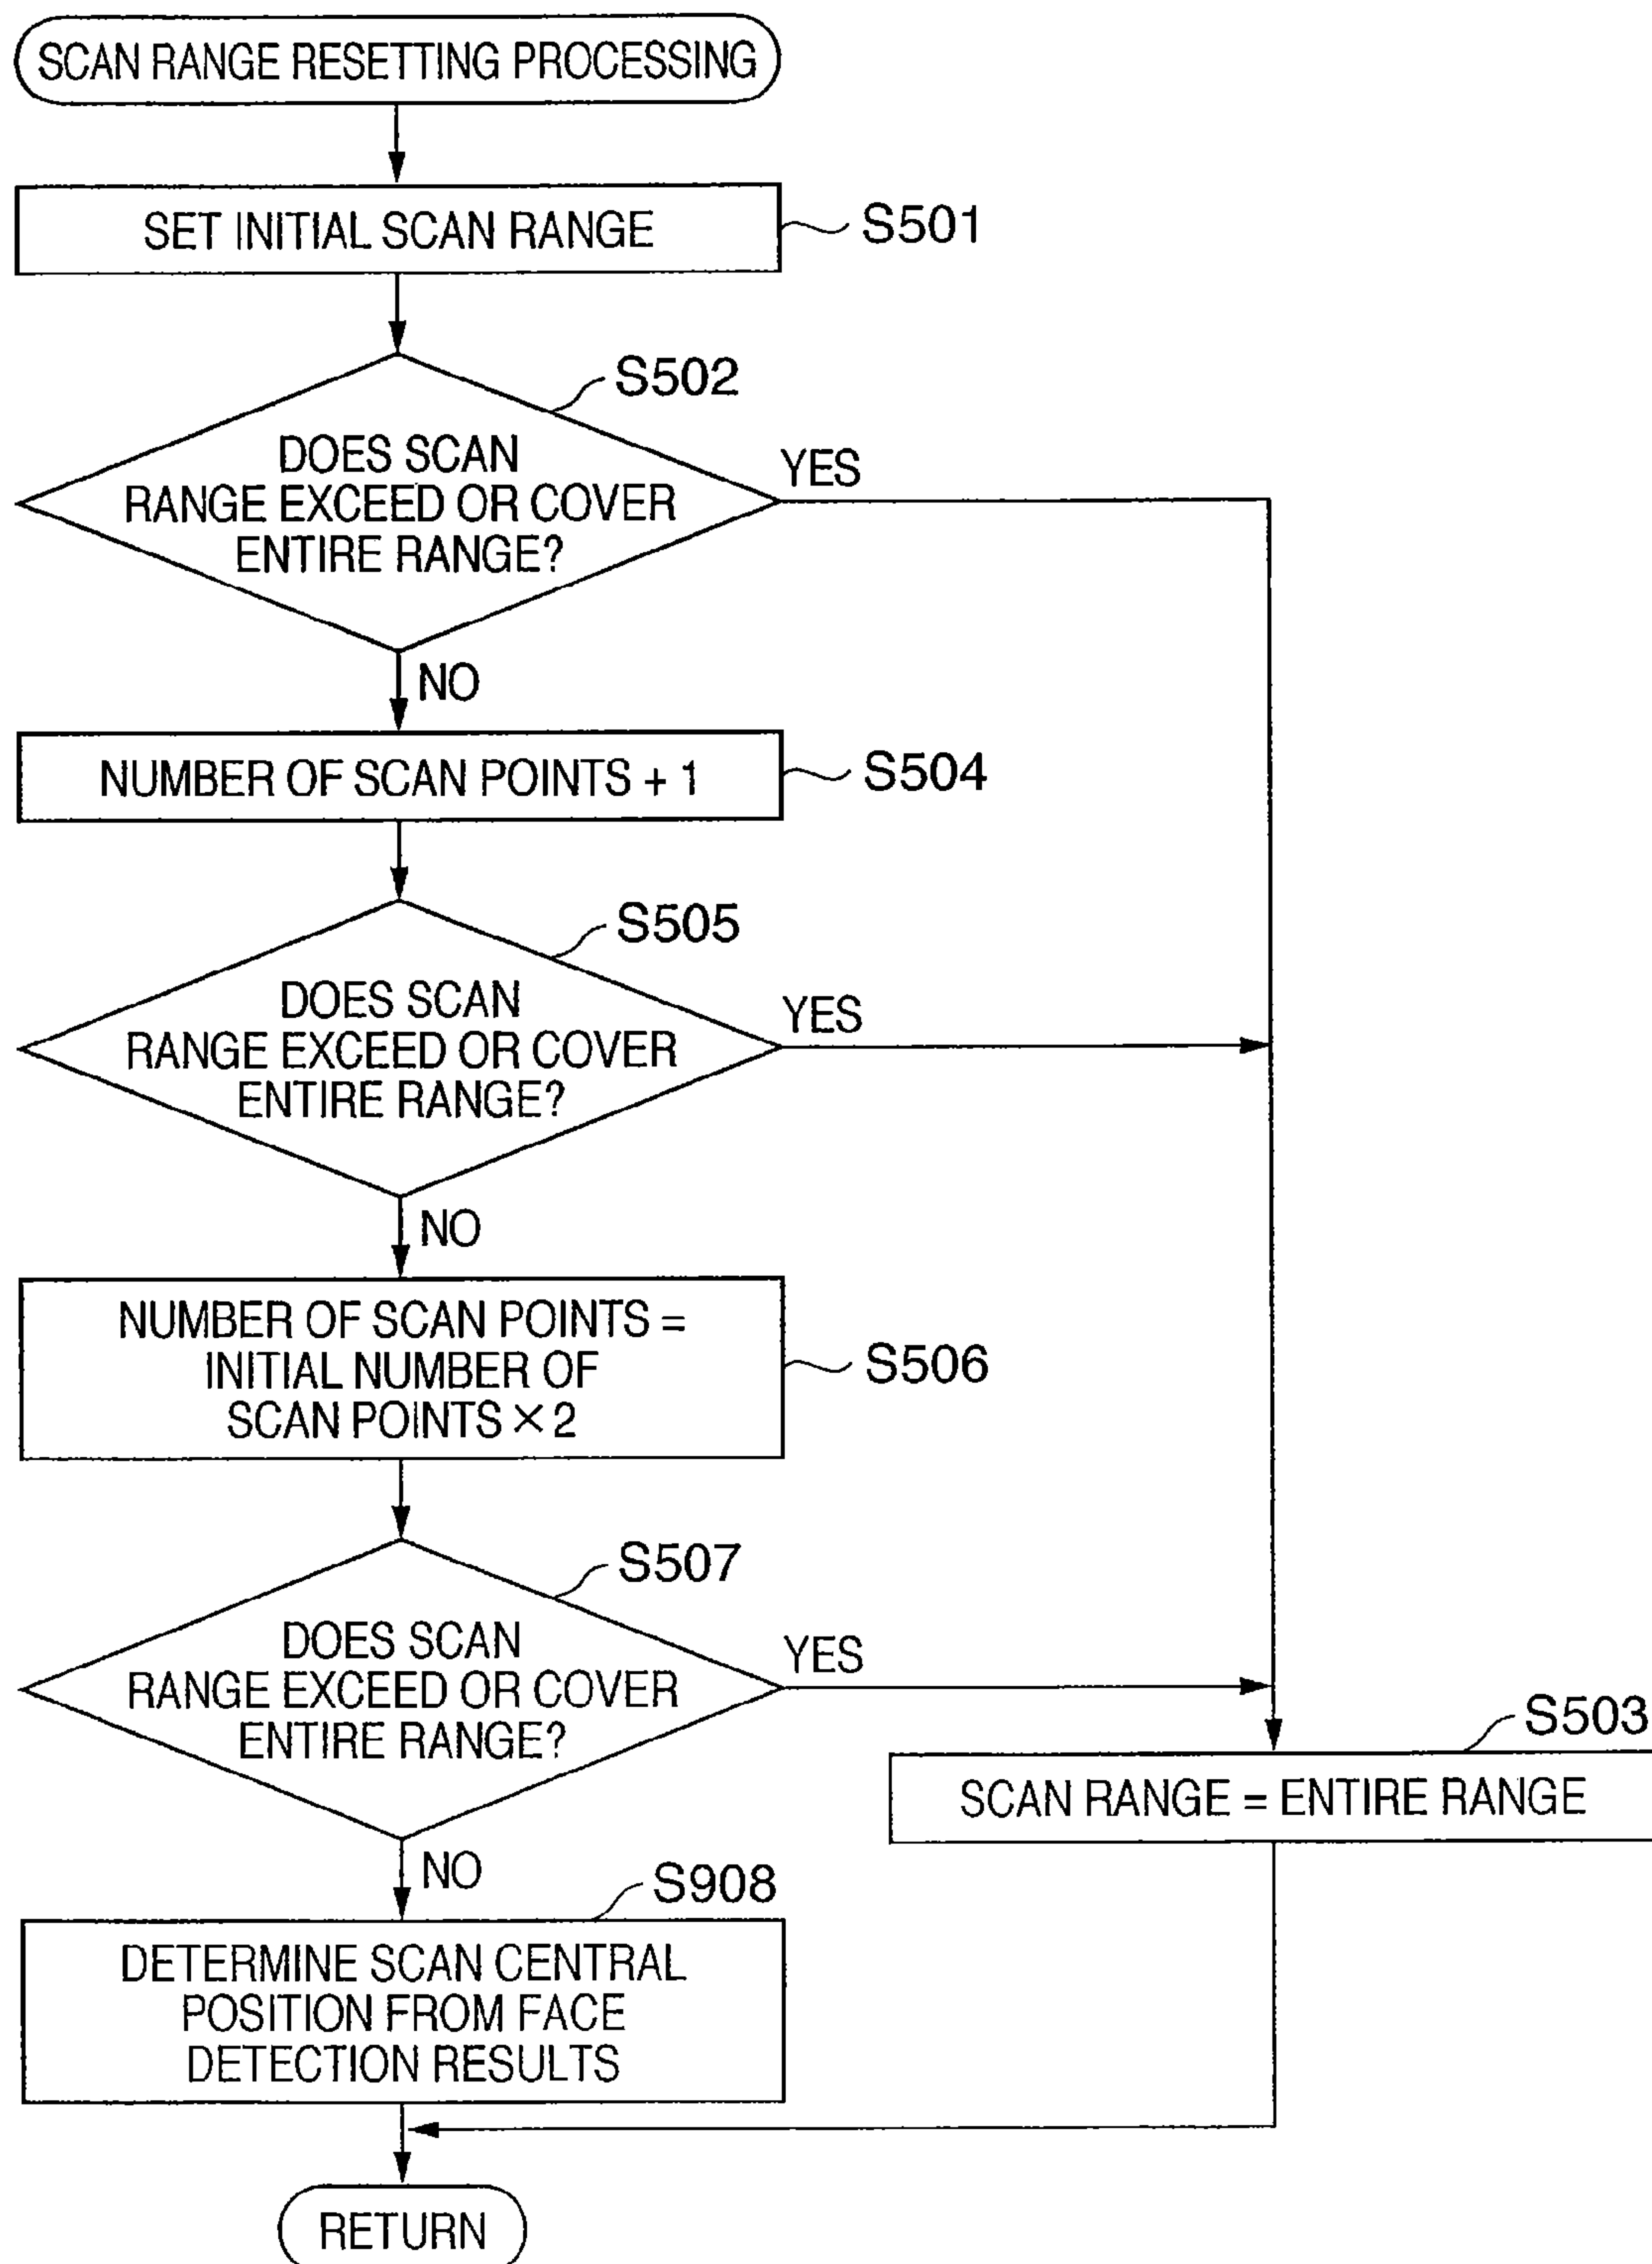 SCAN RANGE RESETTING PROCESSING
SET INITIAL SCAN RANGE
S501
S502
DOES SCAN
RANGE EXCEED OR COVER
ENTIRE RANGE?
YES
NO
NUMBER OF SCAN POINTS + 1
S504
S505
DOES SCAN
RANGE EXCEED OR COVER
ENTIRE RANGE?
YES
NO
NUMBER OF SCAN POINTS =
INITIAL NUMBER OF
SCAN POINTS × 2
S506
S507
DOES SCAN
RANGE EXCEED OR COVER
ENTIRE RANGE?
YES
S503
SCAN RANGE = ENTIRE RANGE
NO
S908
DETERMINE SCAN CENTRAL
POSITION FROM FACE
DETECTION RESULTS
RETURN